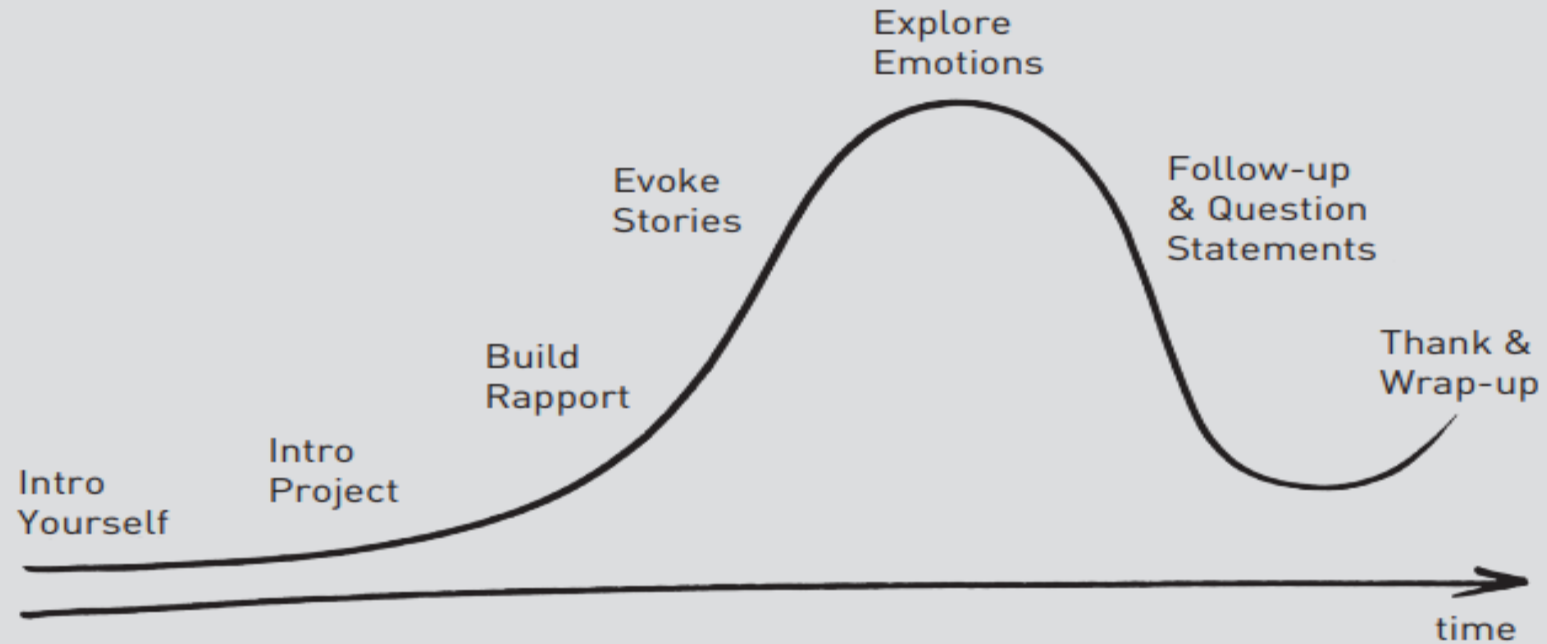 Intro
Yourself
Intro
Project
Build
Rapport
Evoke
Stories
Explore
Emotions
Follow-up
& Question
Statements
Thank &
Wrap-up
time